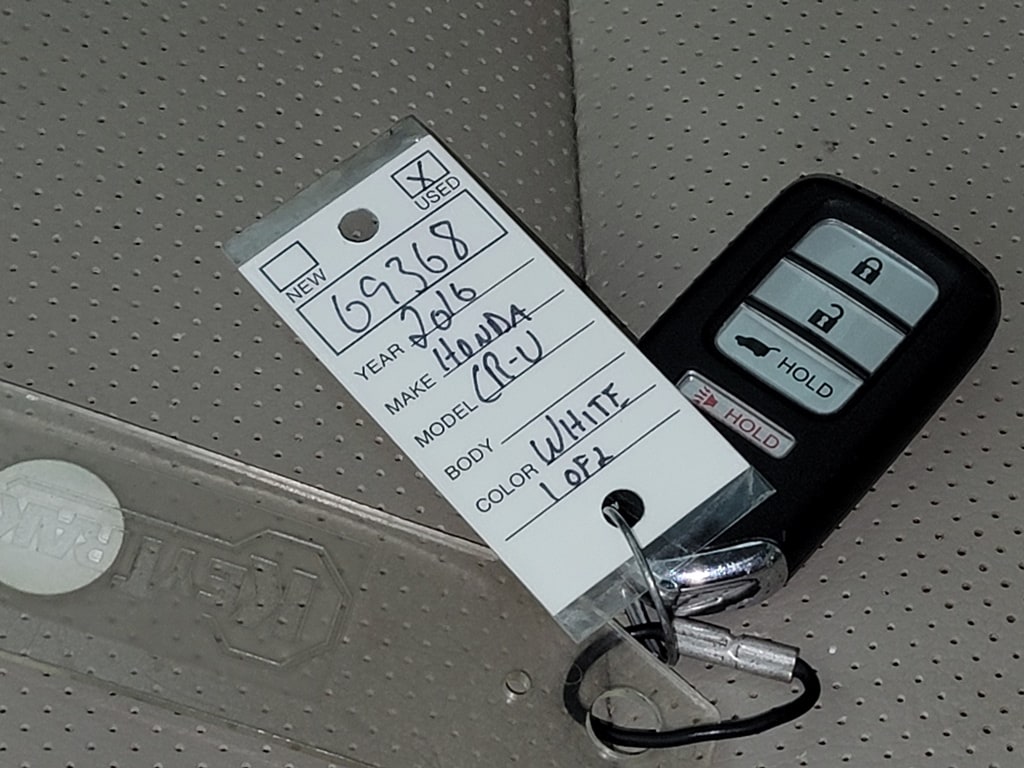 X
USED
NEW
69368
YEAR 2016
MAKE HONDA
MODEL CR-V
BODY
COLOR WHITE
1 OF 2
HOLD
HOLD